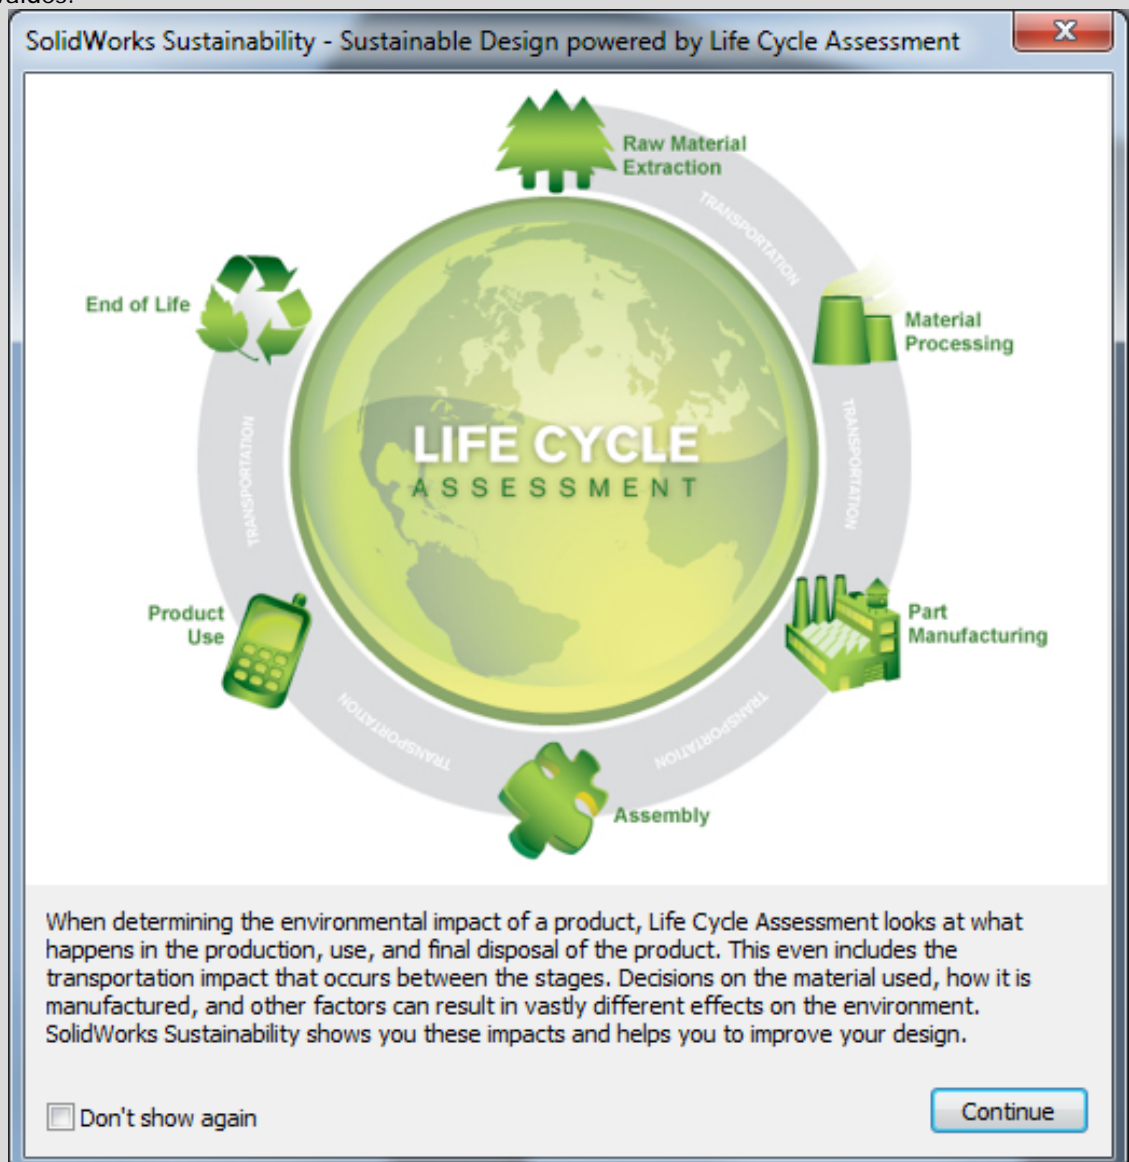 values.
SolidWorks Sustainability - Sustainable Design powered by Life Cycle Assessment
Raw Material
Extraction
TRANSPORTATION
End of Life
Material
Processing
TRANSPORTATION
TRANSPORTATION
LIFE CYCLE
ASSESSMENT
Product
Use
Part
Manufacturing
TRANSPORTATION
TRANSPORTATION
Assembly
When determining the environmental impact of a product, Life Cycle Assessment looks at what
happens in the production, use, and final disposal of the product. This even includes the
transportation impact that occurs between the stages. Decisions on the material used, how it is
manufactured, and other factors can result in vastly different effects on the environment.
SolidWorks Sustainability shows you these impacts and helps you to improve your design.
Don't show again
Continue